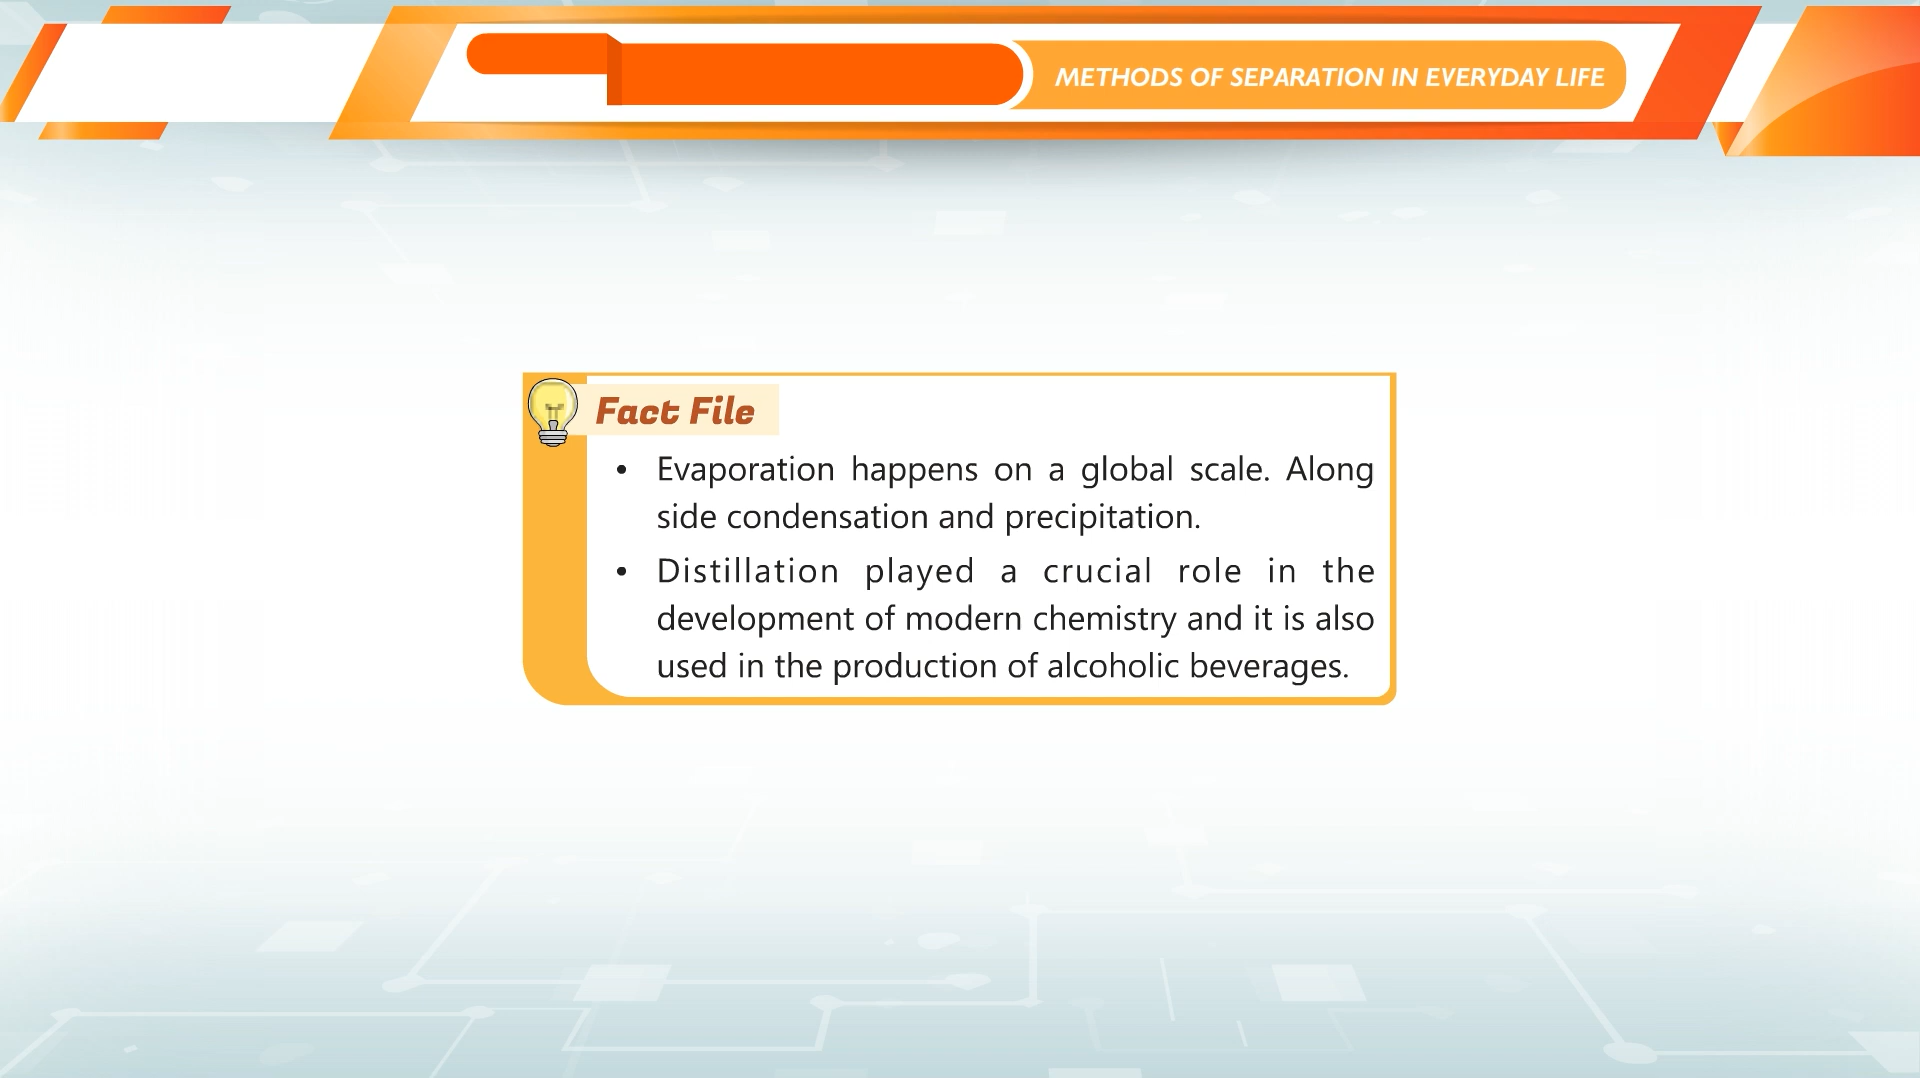 METHODS OF SEPARATION IN EVERYDAY LIFE
Fact File
• Evaporation happens on a global scale. Along
side condensation and precipitation.
• Distillation played a crucial role in the
development of modern chemistry and it is also
used in the production of alcoholic beverages.